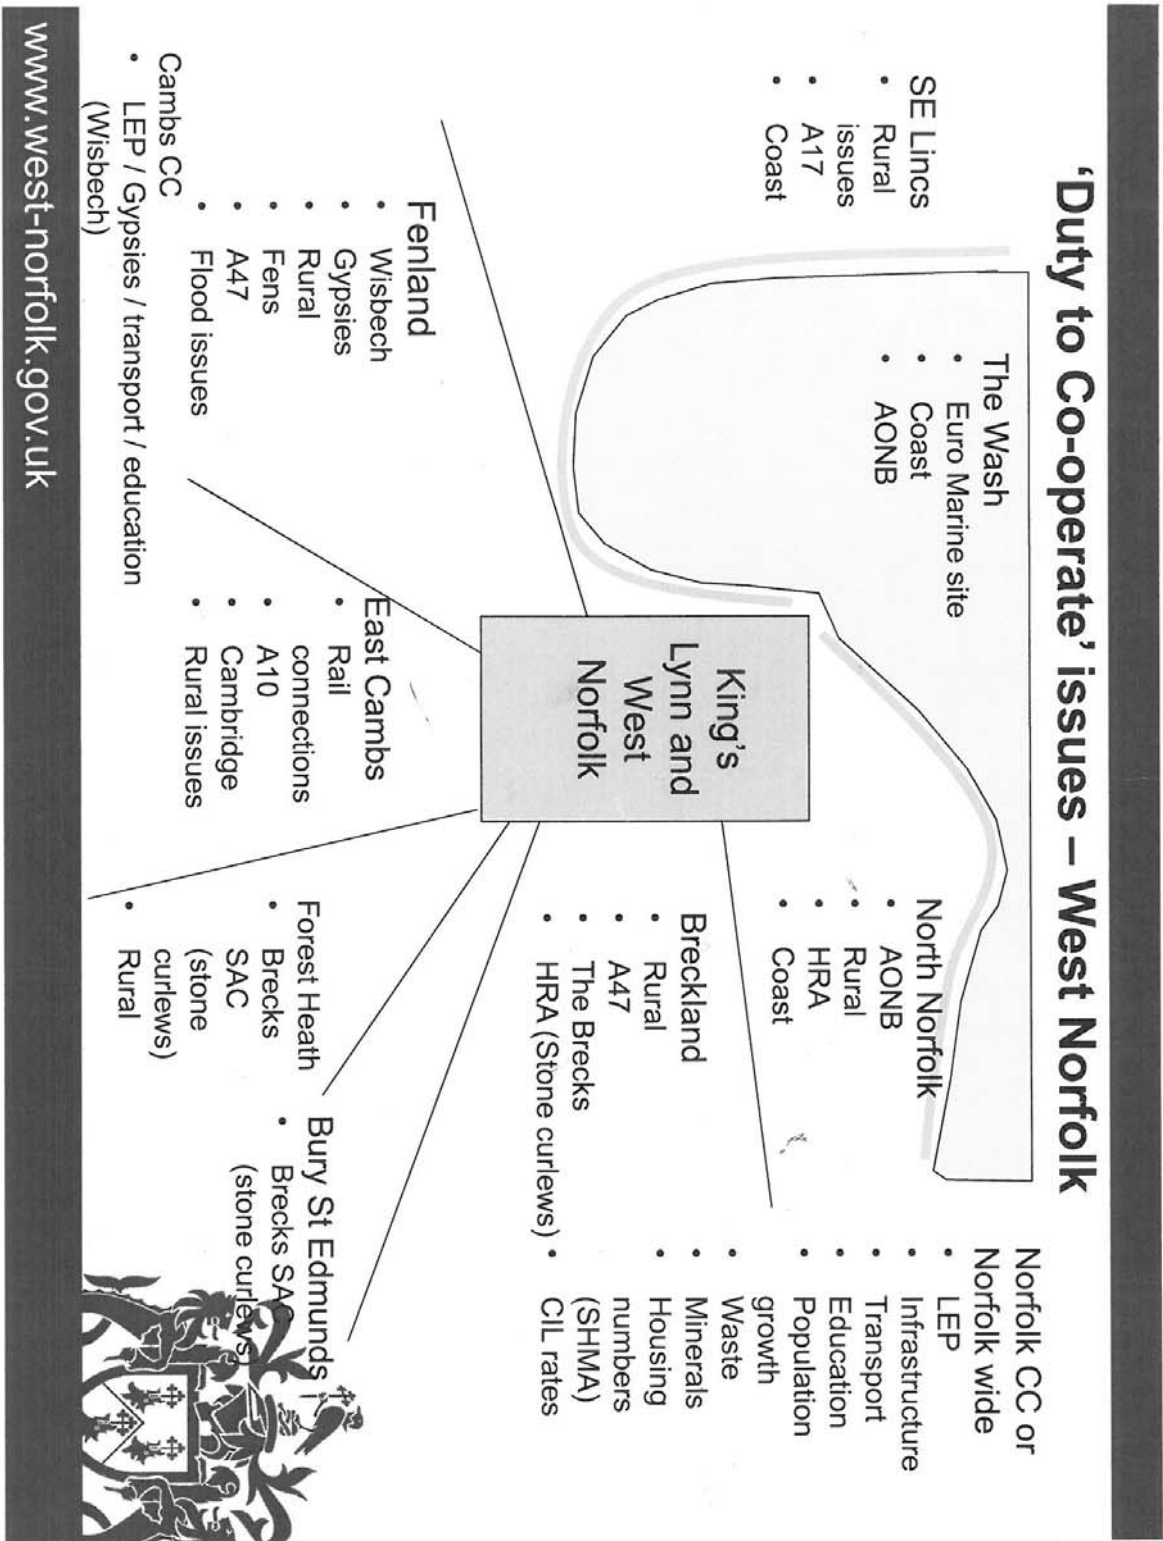 ‘Duty to Co-operate’ issues – West Norfolk
SE Lincs
• Rural
issues
• A17
• Coast
The Wash
• Euro Marine site
• Coast
• AONB
North Norfolk
• AONB
• Rural
• HRA
• Coast
Norfolk CC or
Norfolk wide
• LEP
• Infrastructure
• Transport
• Education
• Population
growth
• Waste
• Minerals
• Housing
numbers
(SHMA)
• CIL rates
King’s
Lynn and
West
Norfolk
Breckland
• Rural
• A47
• The Brecks
• HRA (Stone curlews)
Fenland
• Wisbech
• Gypsies
• Rural
• Fens
• A47
• Flood issues
East Cambs
• Rail
connections
• A10
• Cambridge
• Rural issues
Forest Heath
• Brecks
SAC
(stone
curlews)
• Rural
Bury St Edmunds
• Brecks SAC
(stone curlews)
Cambs CC
• LEP / Gypsies / transport / education
(Wisbech)
www.west-norfolk.gov.uk